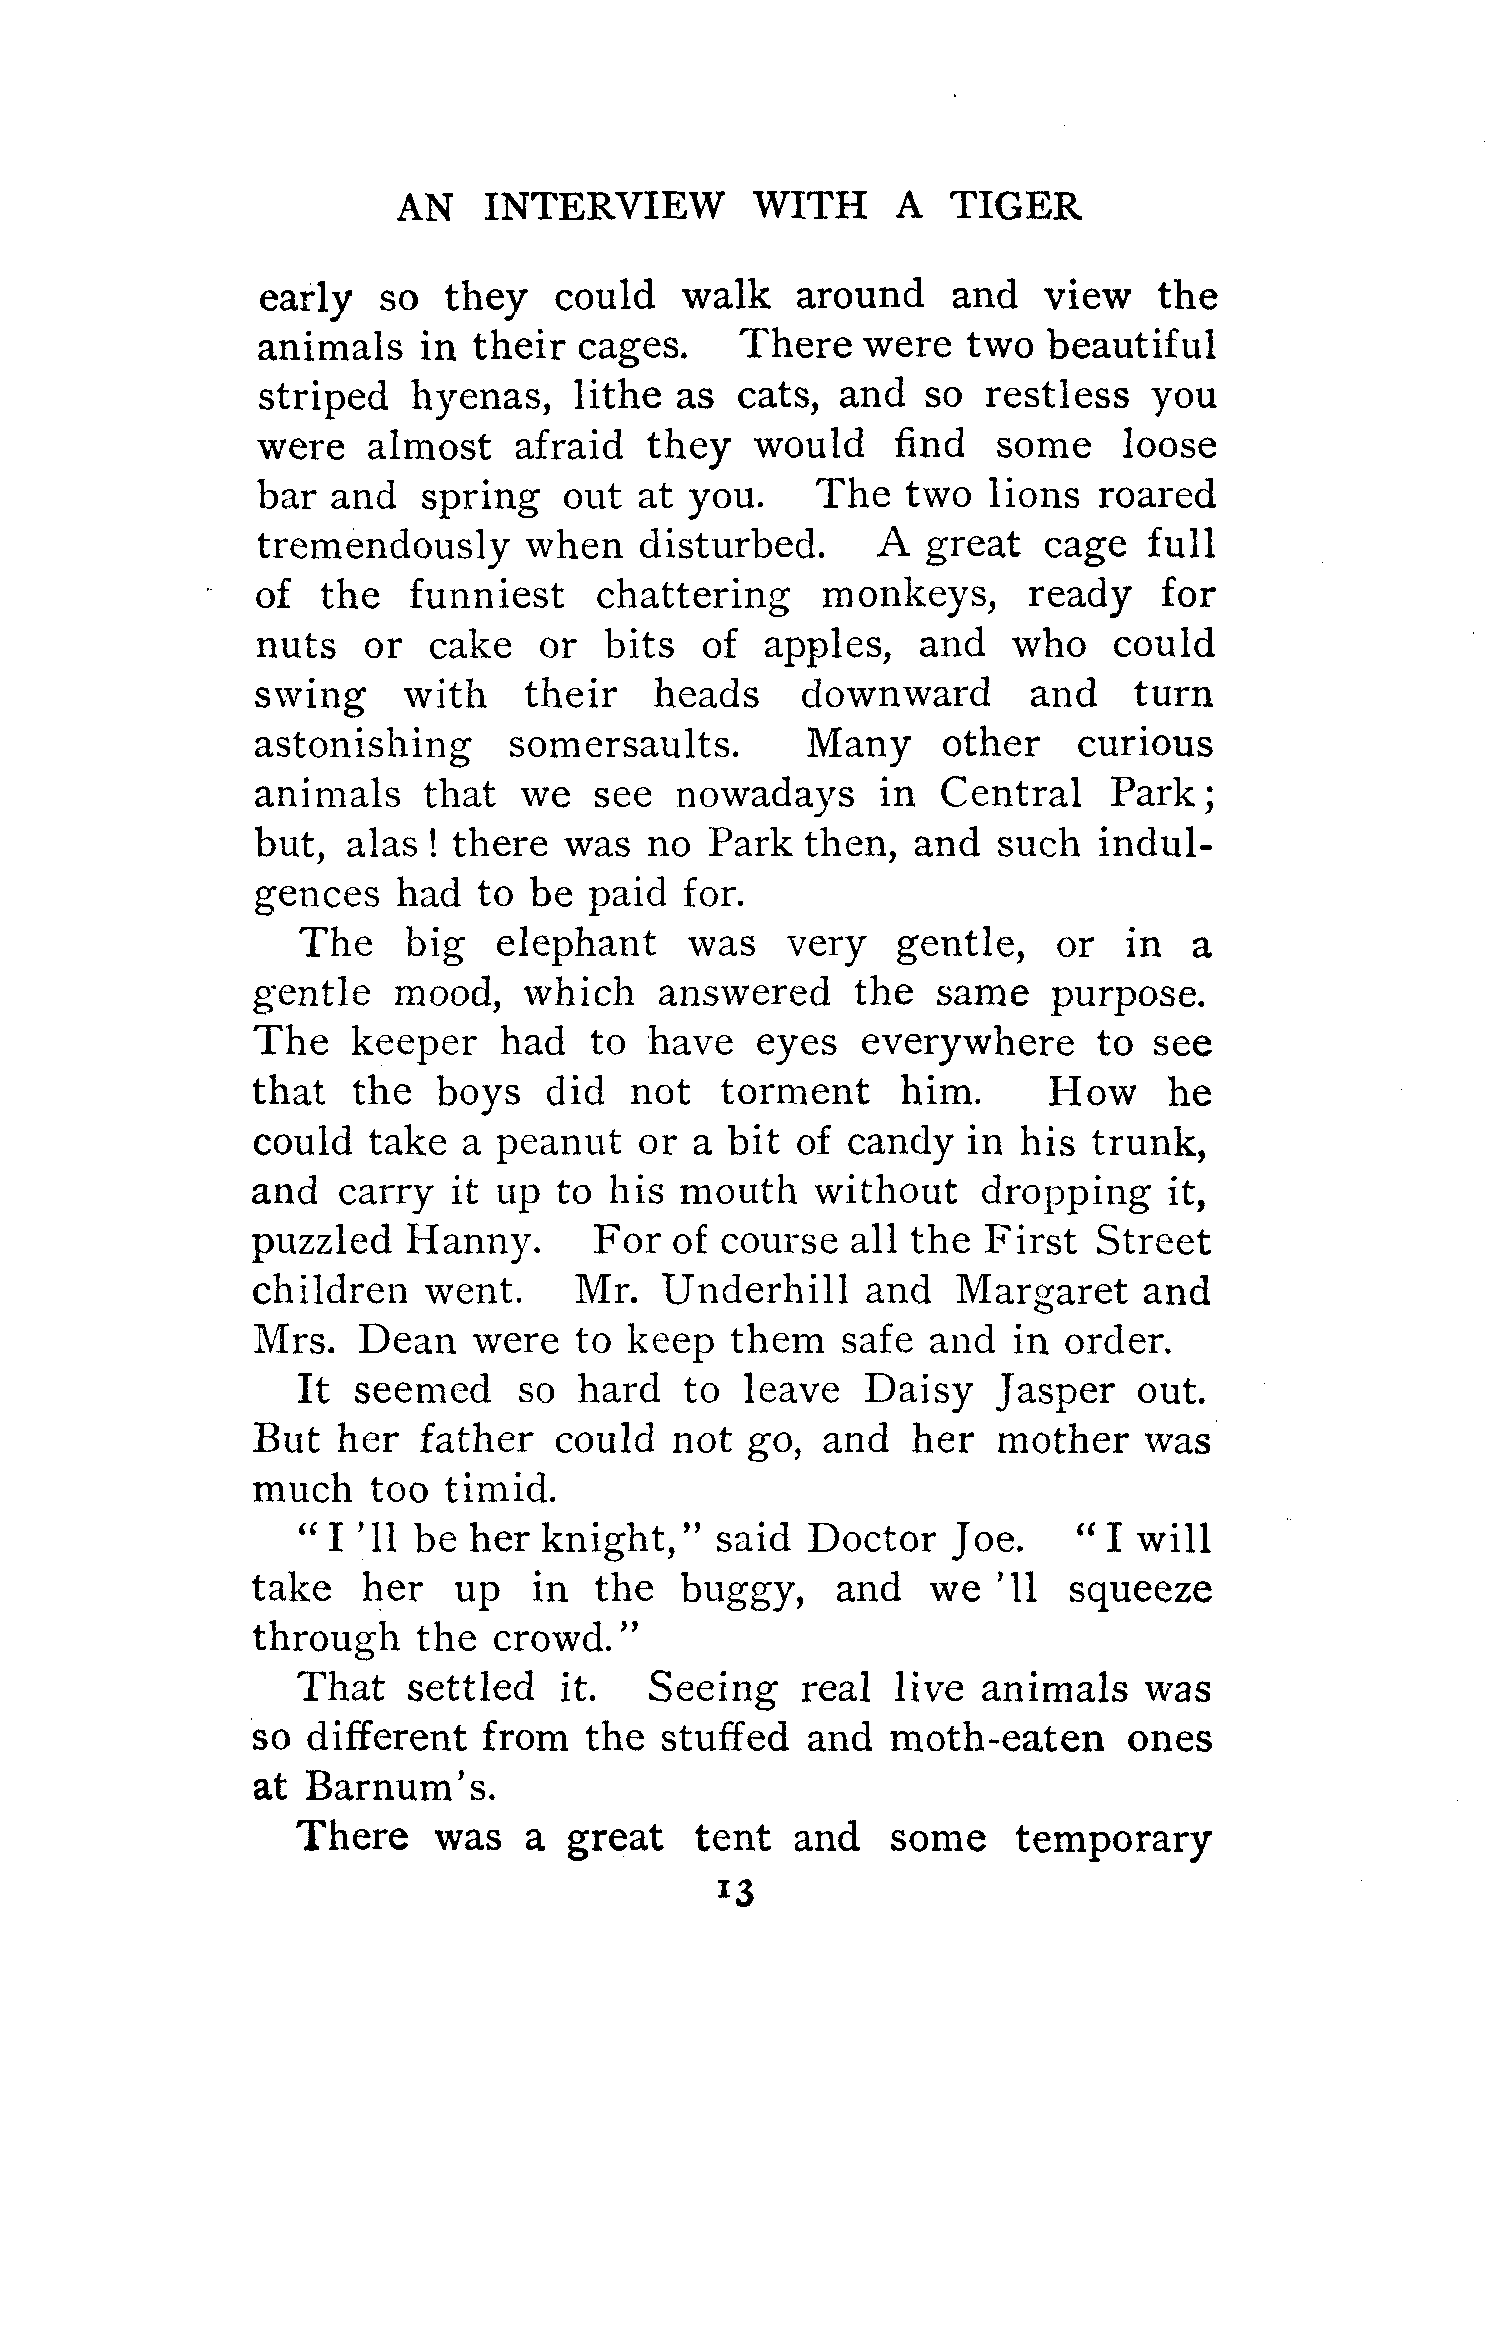 AN INTERVIEW WITH A TIGER
early so they could walk around and view the
animals in their cages. There were two beautiful
striped hyenas, lithe as cats, and so restless you
were almost afraid they would find some loose
bar and spring out at you. The two lions roared
tremendously when disturbed. A great cage full
of the funniest chattering monkeys, ready for
nuts or cake or bits of apples, and who could
swing with their heads downward and turn
astonishing somersaults. Many other curious
animals that we see nowadays in Central Park;
but, alas! there was no Park then, and such indul-
gences had to be paid for.
The big elephant was very gentle, or in a
gentle mood, which answered the same purpose.
The keeper had to have eyes everywhere to see
that the boys did not torment him. How he
could take a peanut or a bit of candy in his trunk,
and carry it up to his mouth without dropping it,
puzzled Hanny. For of course all the First Street
children went. Mr. Underhill and Margaret and
Mrs. Dean were to keep them safe and in order.
It seemed so hard to leave Daisy Jasper out.
But her father could not go, and her mother was
much too timid.
"I 'll be her knight," said Doctor Joe. "I will
take her up in the buggy, and we 'll squeeze
through the crowd."
That settled it. Seeing real live animals was
so different from the stuffed and moth-eaten ones
at Barnum's.
There was a great tent and some temporary
13